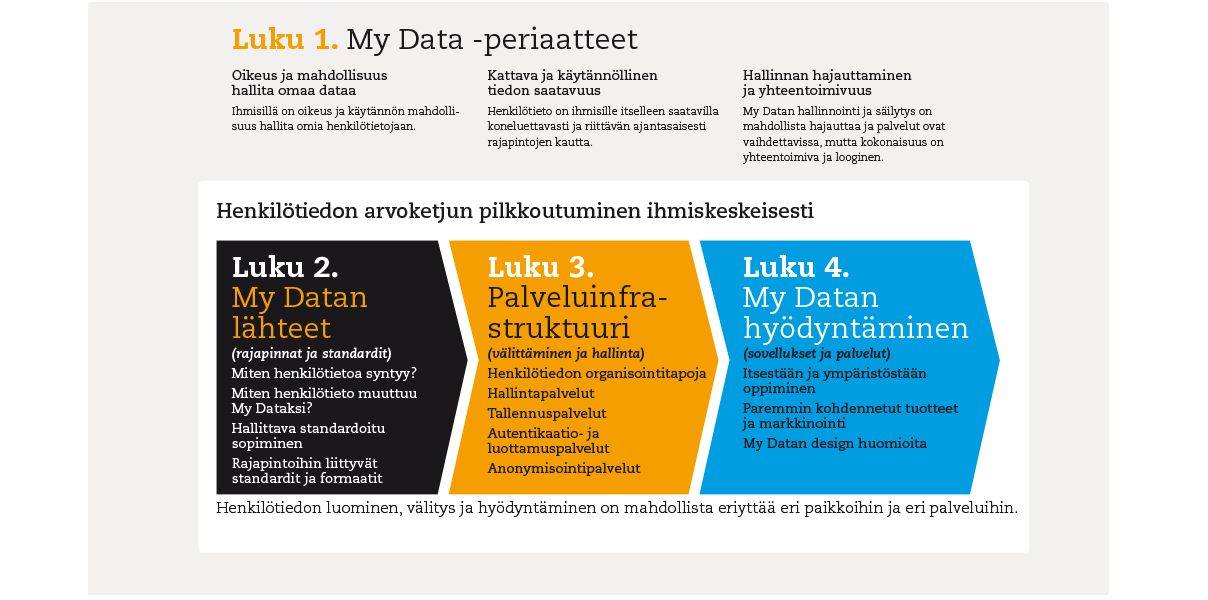 Luku 1. My Data -periaatteet
Oikeus ja mahdollisuus
hallita omaa dataa
Ihmisillä on oikeus ja käytännön mahdolli-
suus hallita omia henkilötietojaan.
Kattava ja käytännöllinen
tiedon saatavuus
Henkilötieto on ihmisille itselleen saatavilla
koneluettavasti ja riittävän ajantasaisesti
rajapintojen kautta.
Hallinnan hajauttaminen
ja yhteentoimivuus
My Datan hallinnointi ja säilytys on
mahdollista hajauttaa ja palvelut ovat
vaihdettavissa, mutta kokonaisuus on
yhteentoimiva ja looginen.
Henkilötiedon arvoketjun pilkkoutuminen ihmiskeskeisesti
Luku 2.
My Datan
lähteet
(rajapinnat ja standardit)
Miten henkilötietoa syntyy?
Miten henkilötieto muuttuu
My Dataksi?
Hallittava standardoitu
sopiminen
Rajapintoihin liittyvät
standardit ja formaatit
Luku 3.
Palveluinfra-
struktuuri
(välittäminen ja hallinta)
Henkilötiedon organisointitapoja
Hallintapalvelut
Tallennuspalvelut
Autentikaatio- ja
luottamuspalvelut
Anonymisointipalvelut
Luku 4.
My Datan
hyödyntäminen
(sovellukset ja palvelut)
Itsestään ja ympäristöstään
oppiminen
Paremmin kohdennetut tuotteet
ja markkinointi
My Datan design huomioita
Henkilötiedon luominen, välitys ja hyödyntäminen on mahdollista eriyttää eri paikkoihin ja eri palveluihin.